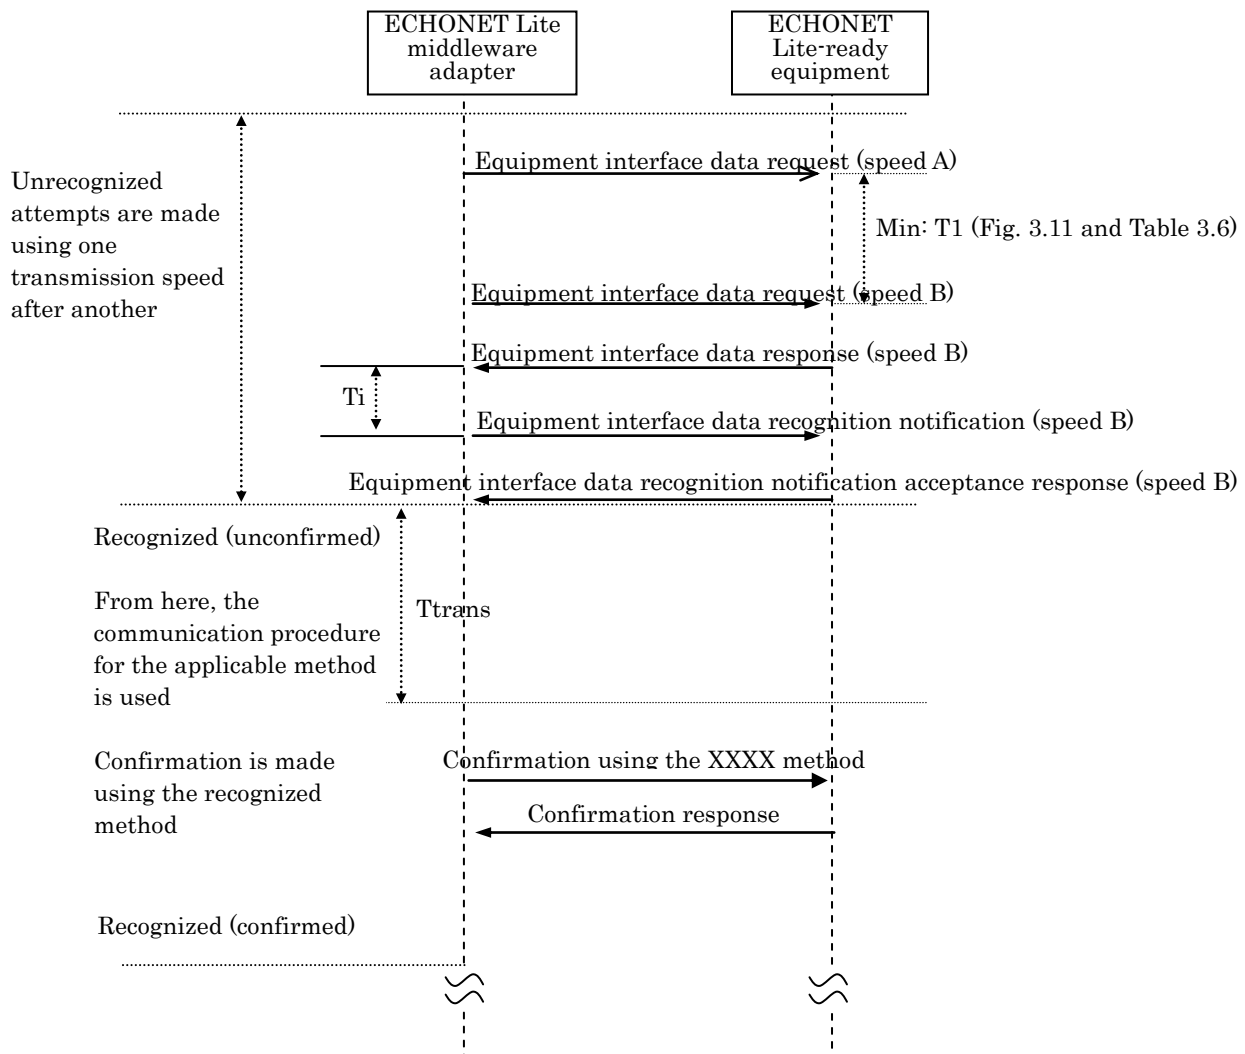 ECHONET Lite
middleware
adapter
ECHONET
Lite-ready
equipment
Equipment interface data request (speed A)
Unrecognized
attempts are made
using one
transmission speed
after another
Min: T1 (Fig. 3.11 and Table 3.6)
Equipment interface data request (speed B)
Equipment interface data response (speed B)
Ti
Equipment interface data recognition notification (speed B)
Equipment interface data recognition notification acceptance response (speed B)
Recognized (unconfirmed)
From here, the
communication procedure
for the applicable method
is used
Ttrans
Confirmation is made
using the recognized
method
Confirmation using the XXXX method
Confirmation response
Recognized (confirmed)